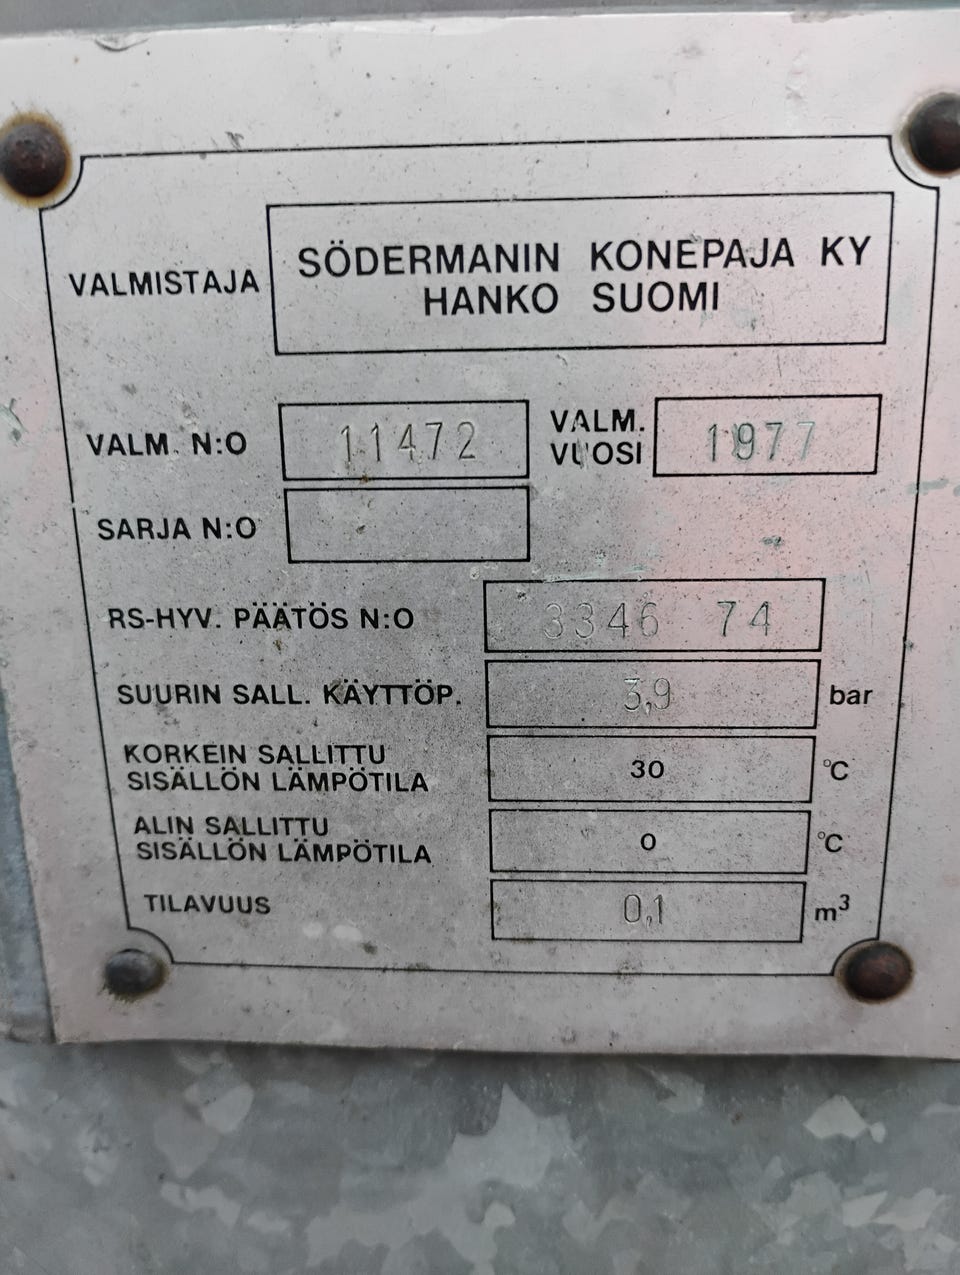 VALMISTAJA SÖDERMANIN KONEPAJA KY
HANKO SUOMI
VALM. N:O 11472 VALM. VUOSI 1977
SARJA N:O
RS-HYV. PÄÄTÖS N:O 3346 74
SUURIN SALL. KÄYTTÖP. 3,9 bar
KORKEIN SALLITTU
SISÄLLÖN LÄMPÖTILA 30 °C
ALIN SALLITTU
SISÄLLÖN LÄMPÖTILA 0 °C
TILAVUUS 0,1 m³